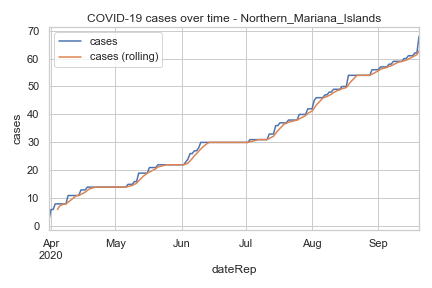 COVID-19 cases over time - Northern_Mariana_Islands
cases
cases (rolling)
cases
70
60
50
40
30
20
10
0
Apr
2020
May
Jun
Jul
Aug
Sep
dateRep